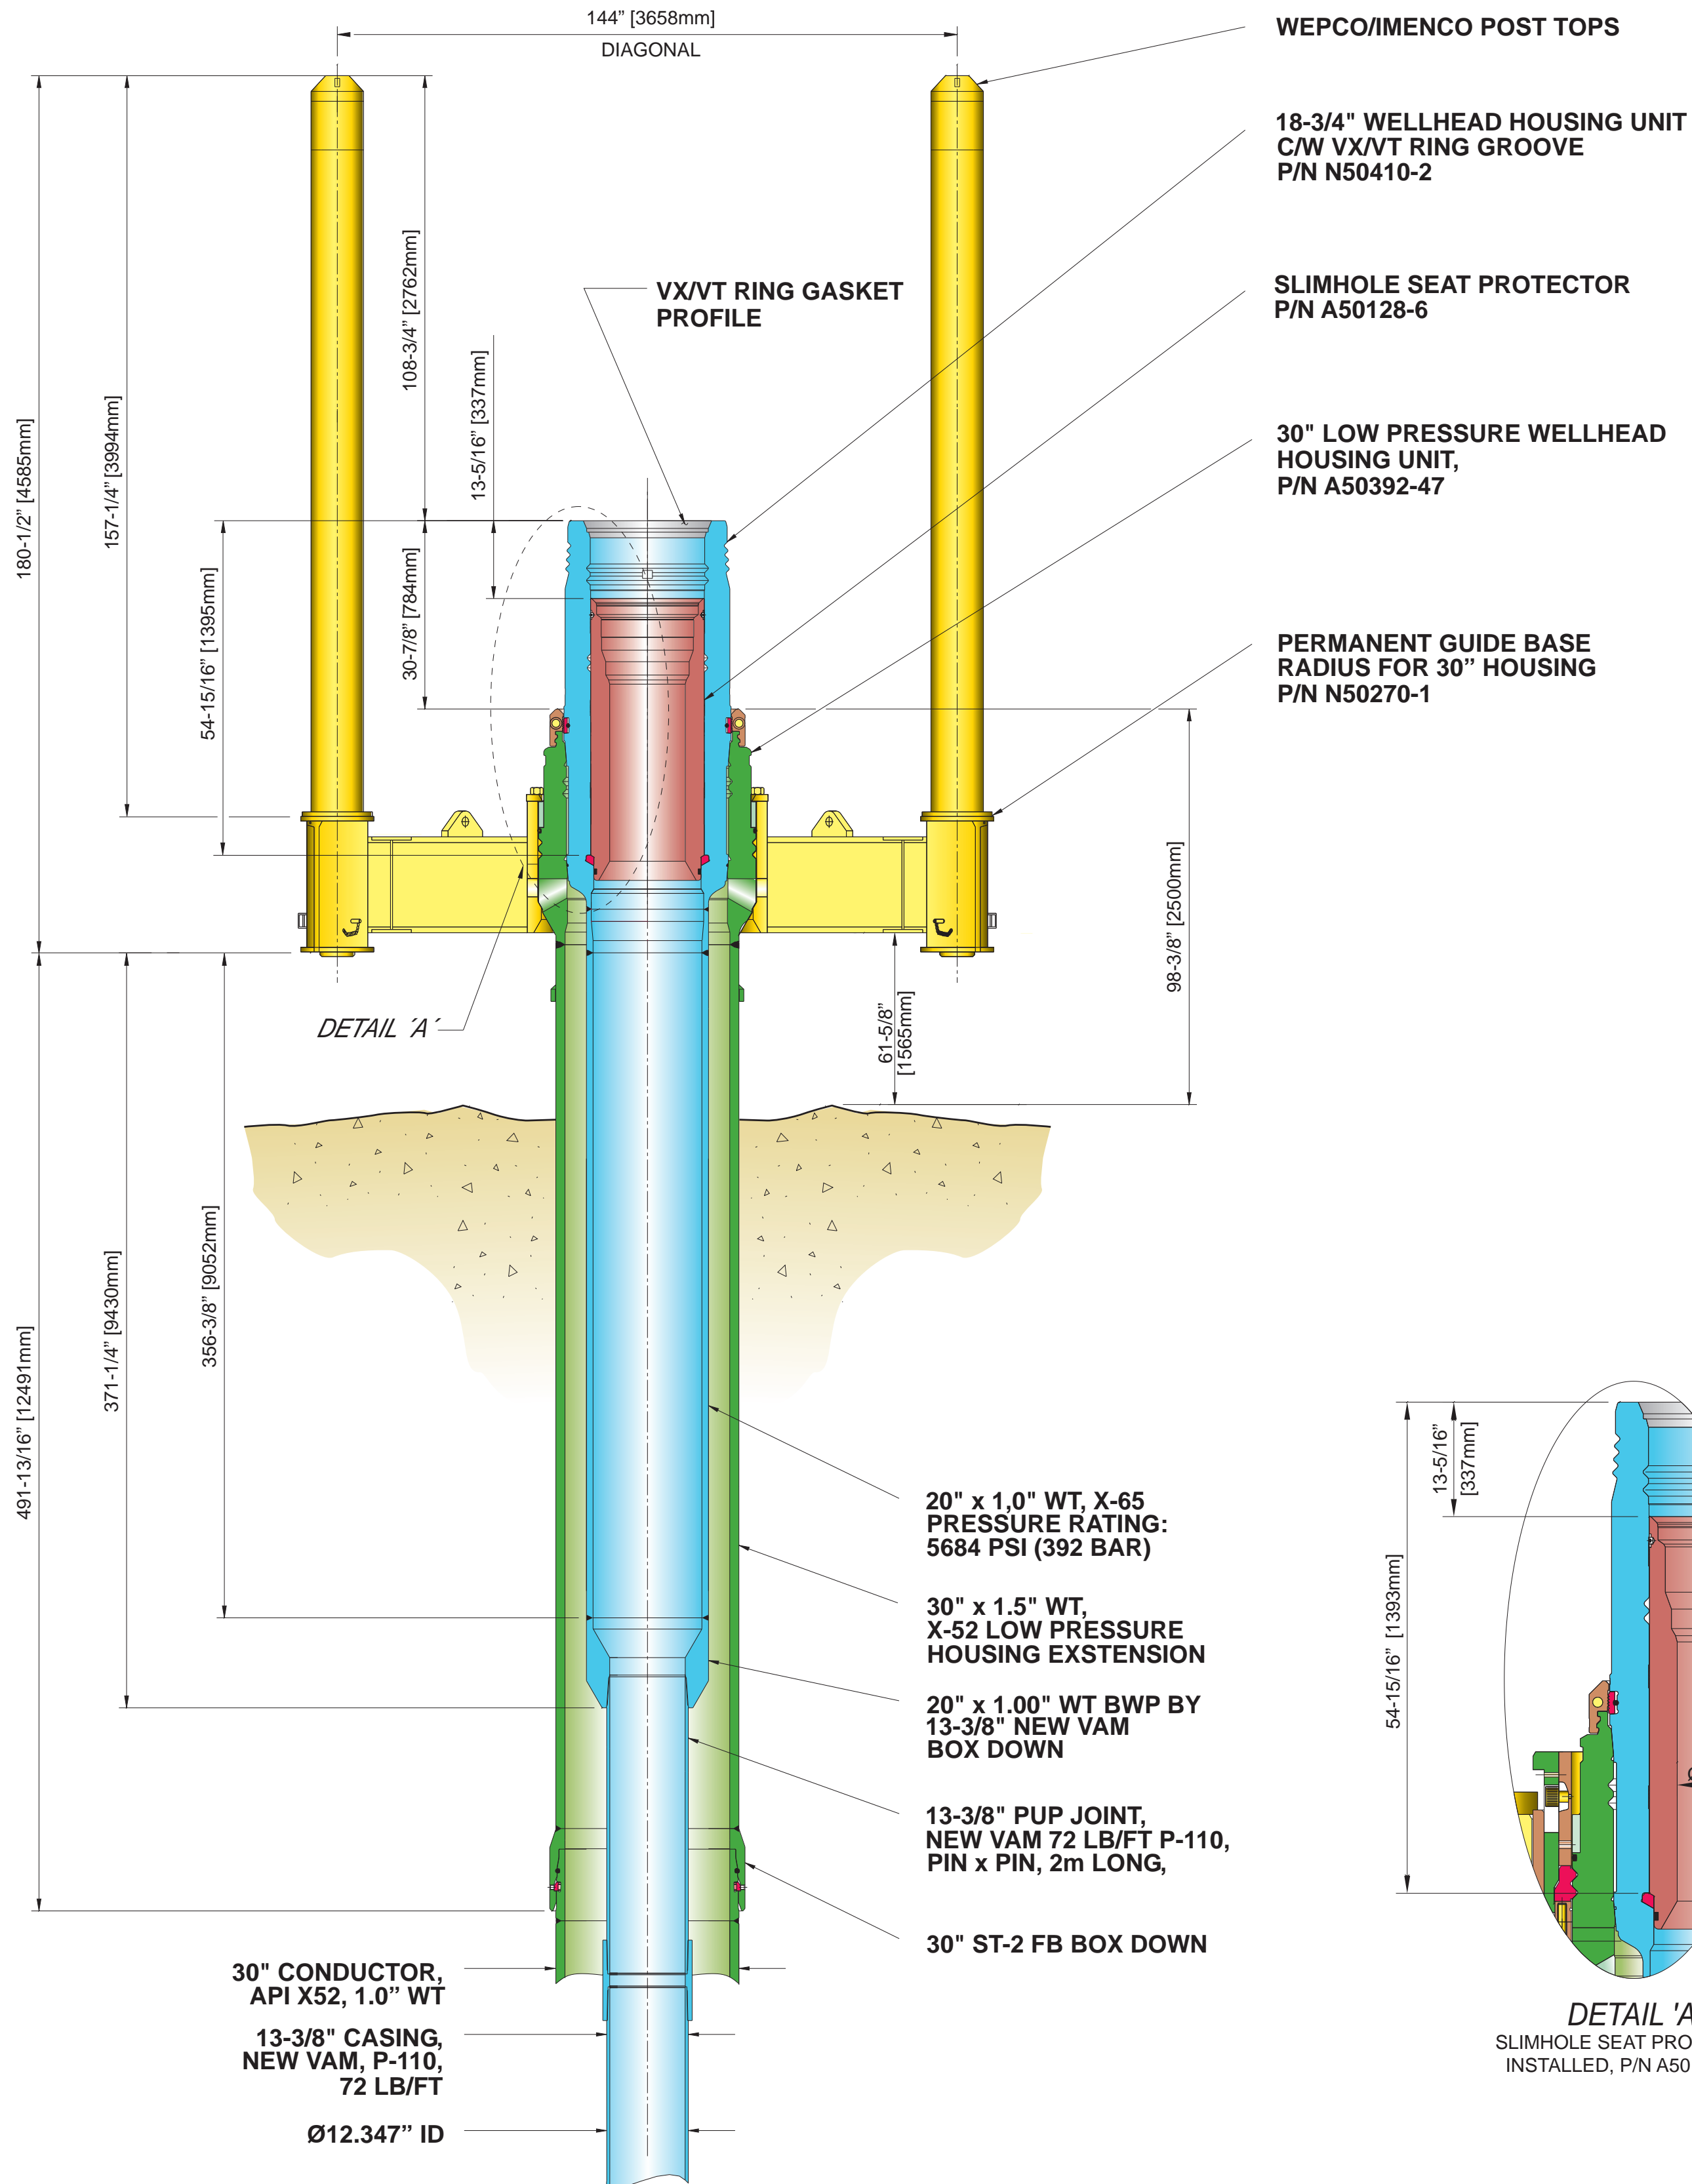 144” [3658mm]
DIAGONAL
WEPCO/IMENCO POST TOPS
18-3/4" WELLHEAD HOUSING UNIT
C/W VX/VT RING GROOVE
P/N N50410-2
SLIMHOLE SEAT PROTECTOR
P/N A50128-6
30" LOW PRESSURE WELLHEAD
HOUSING UNIT,
P/N A50392-47
PERMANENT GUIDE BASE
RADIUS FOR 30” HOUSING
P/N N50270-1
VX/VT RING GASKET
PROFILE
180-1/2” [4585mm]
157-1/4” [3994mm]
108-3/4” [2762mm]
13-5/16” [337mm]
54-15/16” [1395mm]
30-7/8” [784mm]
98-3/8” [2500mm]
61-5/8”
[1565mm]
DETAIL ´A´
491-13/16” [12491mm]
371-1/4” [9430mm]
356-3/8” [9052mm]
20" x 1,0" WT, X-65
PRESSURE RATING:
5684 PSI (392 BAR)
30" x 1.5" WT,
X-52 LOW PRESSURE
HOUSING EXSTENSION
20" x 1.00" WT BWP BY
13-3/8" NEW VAM
BOX DOWN
13-3/8" PUP JOINT,
NEW VAM 72 LB/FT P-110,
PIN x PIN, 2m LONG,
30" ST-2 FB BOX DOWN
30" CONDUCTOR,
API X52, 1.0” WT
13-3/8" CASING,
NEW VAM, P-110,
72 LB/FT
Ø12.347” ID
13-5/16”
[337mm]
54-15/16” [1393mm]
DETAIL 'A
SLIMHOLE SEAT PRO
INSTALLED, P/N A50